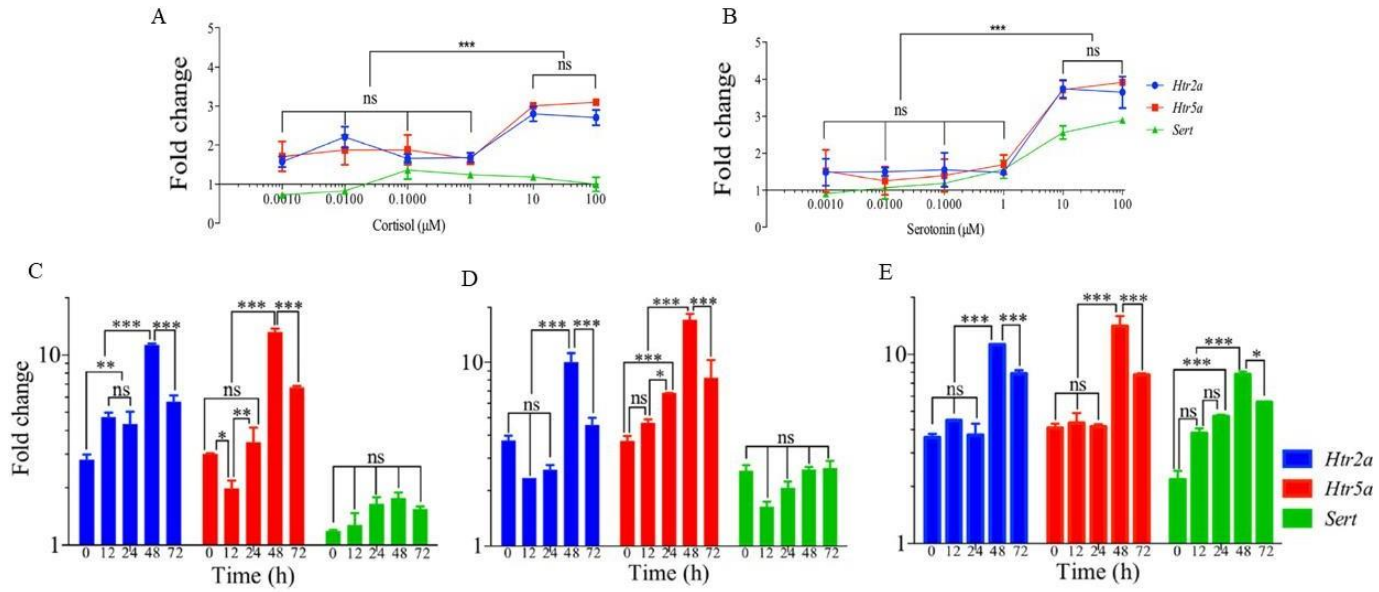 A
Fold change
5
4
3
2
1
0
***
ns
ns
0.0010 0.0100 0.1000 1 10 100
Cortisol (μM)
B
Fold change
5
4
3
2
1
0
***
ns
ns
0.0010 0.0100 0.1000 1 10 100
Serotonin (μM)
Htr2a
Htr5a
Sert
C
Fold change
10
1
*** ***
**
ns
*** ***
ns
* **
ns
0 12 24 48 72 0 12 24 48 72 0 12 24 48 72
Time (h)
D
10
1
*** ***
ns
*** ***
***
ns *
ns
0 12 24 48 72 0 12 24 48 72 0 12 24 48 72
Time (h)
E
10
1
*** ***
ns
*** ***
ns
*** *
***
ns ns
0 12 24 48 72 0 12 24 48 72 0 12 24 48 72
Time (h)
Htr2a
Htr5a
Sert